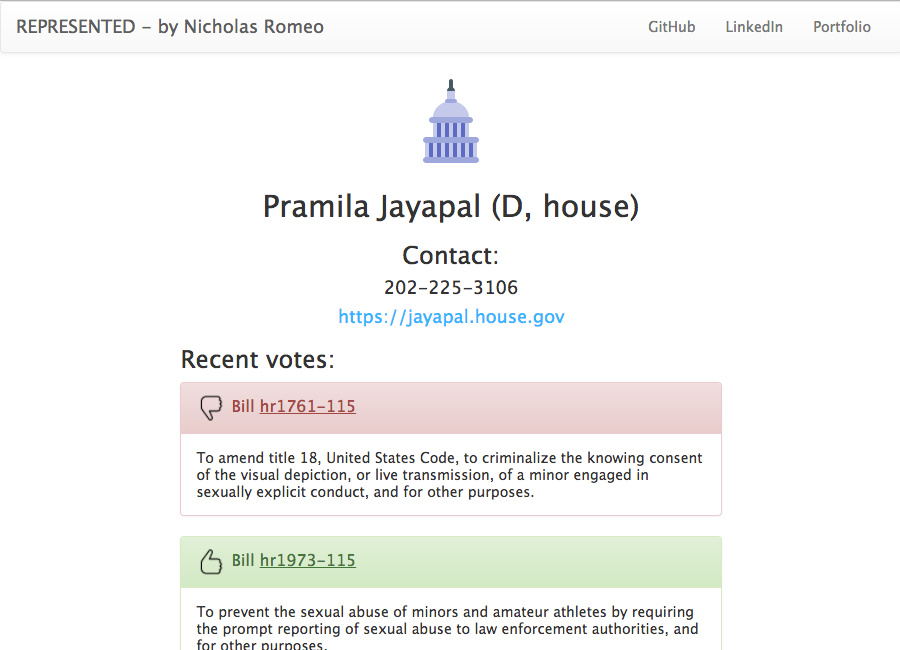 REPRESENTED – by Nicholas Romeo GitHub LinkedIn Portfolio
Pramila Jayapal (D, house)
Contact:
202-225-3106
https://jayapal.house.gov
Recent votes:
Bill hr1761-115
To amend title 18, United States Code, to criminalize the knowing consent
of the visual depiction, or live transmission, of a minor engaged in
sexually explicit conduct, and for other purposes.
Bill hr1973-115
To prevent the sexual abuse of minors and amateur athletes by requiring
the prompt reporting of sexual abuse to law enforcement authorities, and
for other purposes.